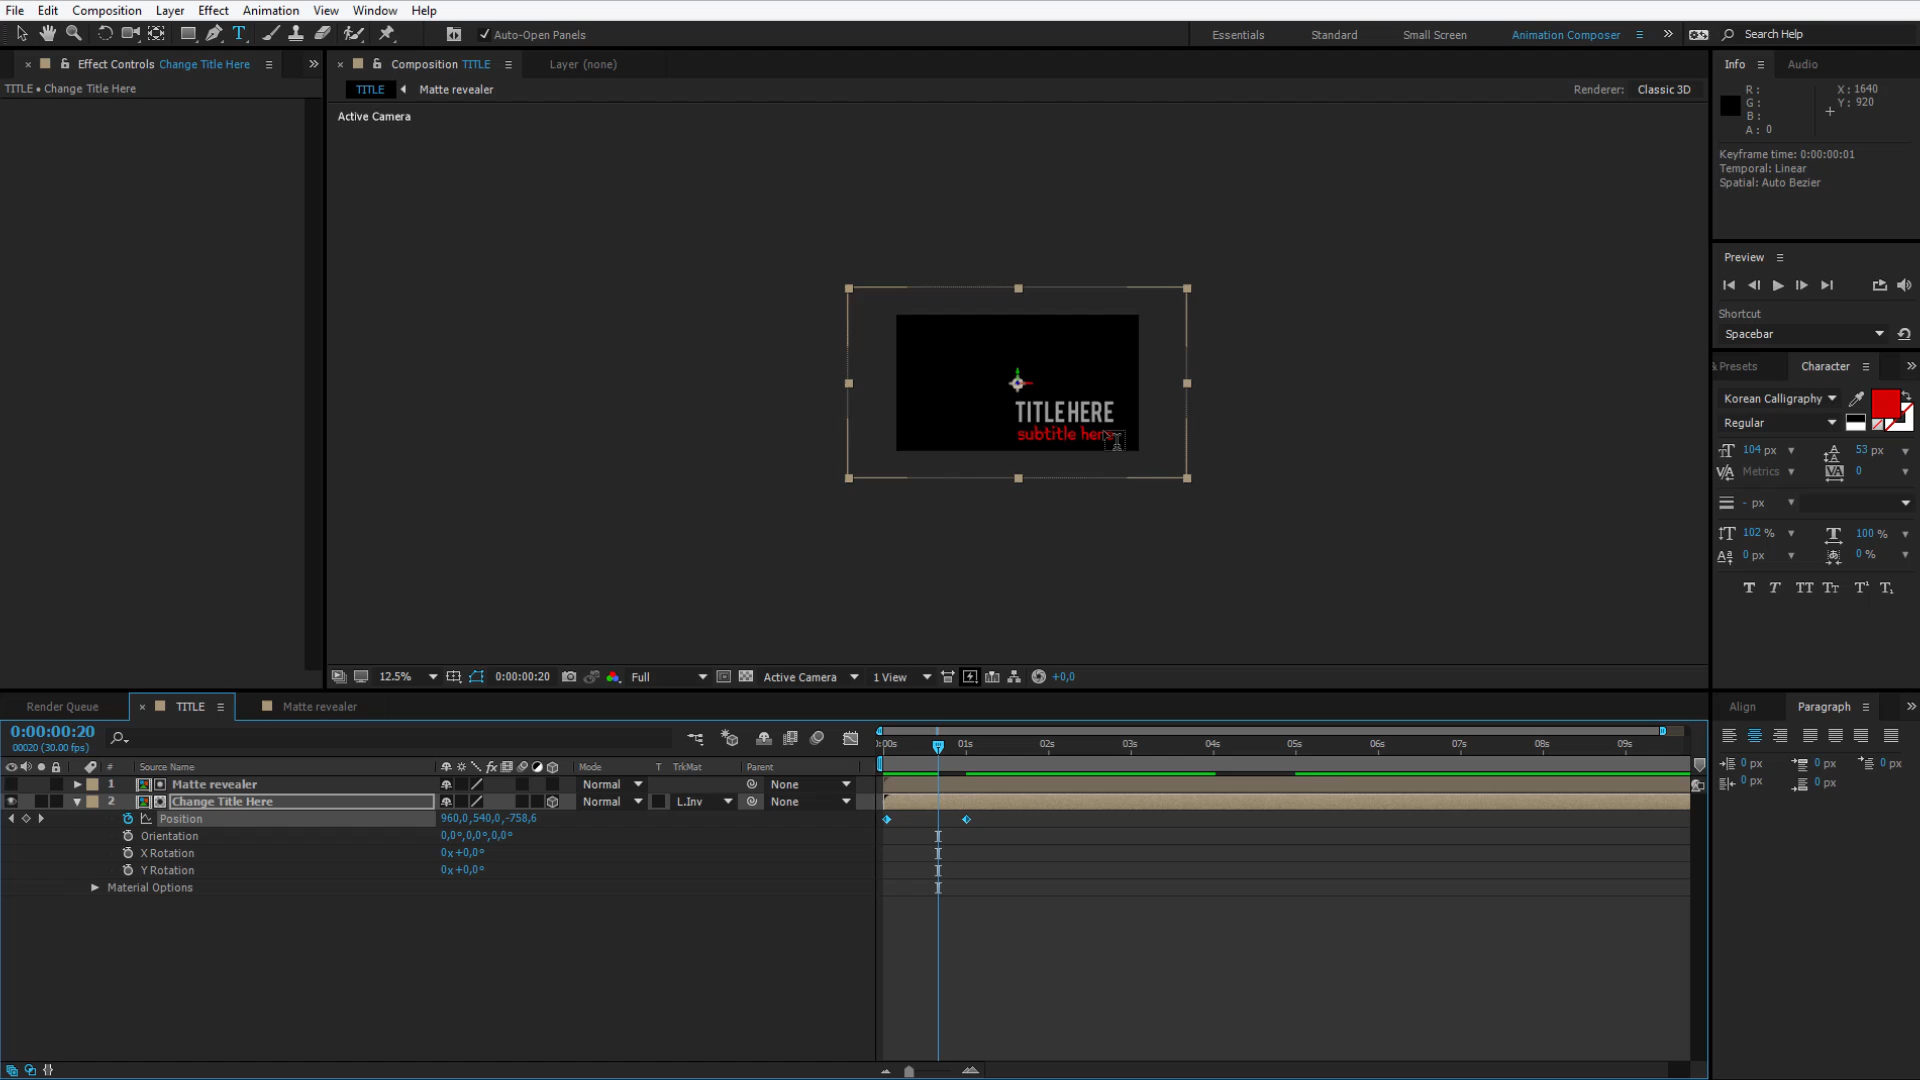 File Edit Composition Layer Effect Animation View Window Help
Auto-Open Panels Essentials Standard Small Screen Animation Composer Search Help
Effect Controls Change Title Here
TITLE • Change Title Here
Composition TITLE Layer (none)
TITLE Matte revealer Renderer: Classic 3D
Active Camera
TITLE HERE
subtitle here
12.5% 0:00:00:20 Full Active Camera 1 View +0,0
Info Audio
R: X: 1640
G: Y: 920
B:
A: 0
Keyframe time: 0:00:00:01
Temporal: Linear
Spatial: Auto Bezier
Preview
Shortcut
Spacebar
& Presets Character
Korean Calligraphy
Regular
104 px 53 px
Metrics 0
- px
102 % 100 %
0 px 0 %
T T TT Tт T¹ T₁
Render Queue TITLE Matte revealer
0:00:00:20
00020 (30.00 fps)
# Source Name Mode T TrkMat Parent
1 Matte revealer Normal None
2 Change Title Here Normal L.Inv None
Position 960,0,540,0,-758,6
Orientation 0,0°,0,0°,0,0°
X Rotation 0x+0,0°
Y Rotation 0x+0,0°
Material Options
:00s 01s 02s 03s 04s 05s 06s 07s 08s 09s
Align Paragraph
0 px 0 px 0 px
0 px 0 px